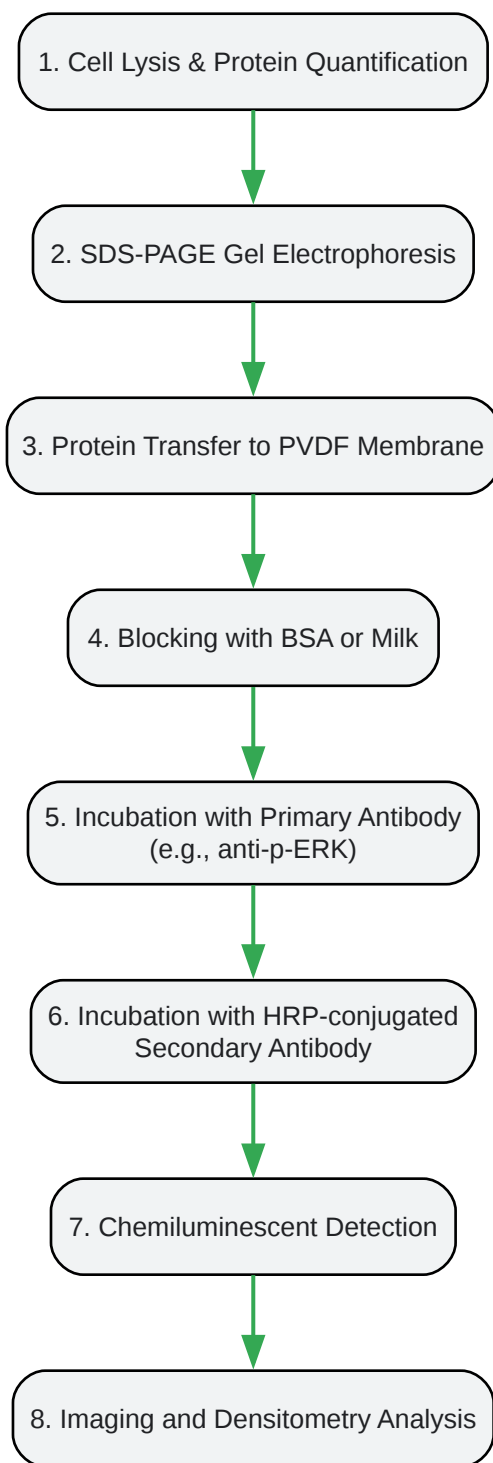 1. Cell Lysis & Protein Quantification
2. SDS-PAGE Gel Electrophoresis
3. Protein Transfer to PVDF Membrane
4. Blocking with BSA or Milk
5. Incubation with Primary Antibody
(e.g., anti-p-ERK)
6. Incubation with HRP-conjugated
Secondary Antibody
7. Chemiluminescent Detection
8. Imaging and Densitometry Analysis